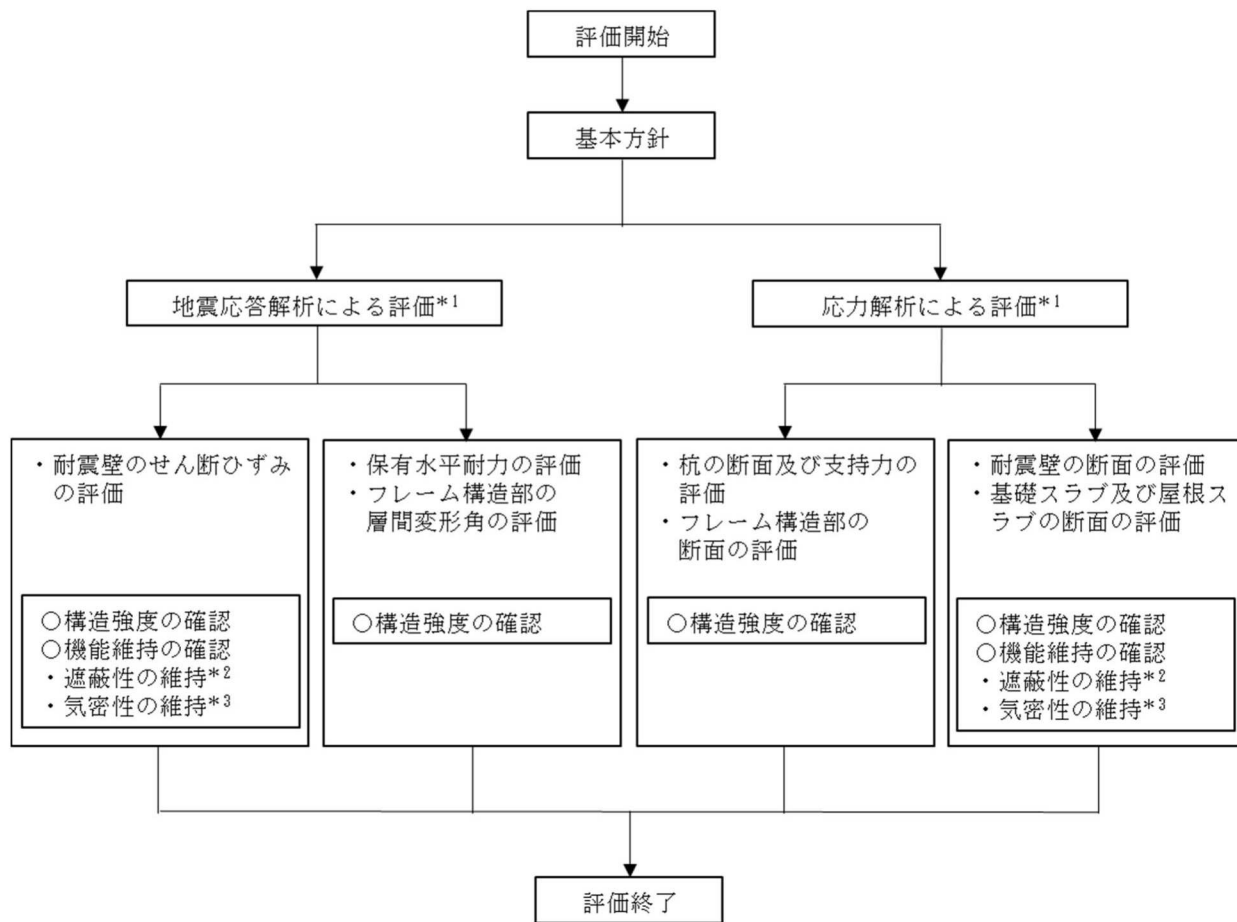 評価開始
基本方針
地震応答解析による評価*1
応力解析による評価*1
・耐震壁のせん断ひずみ
の評価
○構造強度の確認
○機能維持の確認
・遮蔽性の維持*2
・気密性の維持*3
・保有水平耐力の評価
・フレーム構造部の
層間変形角の評価
○構造強度の確認
・杭の断面及び支持力の
評価
・フレーム構造部の
断面の評価
○構造強度の確認
・耐震壁の断面の評価
・基礎スラブ及び屋根ス
ラブの断面の評価
○構造強度の確認
○機能維持の確認
・遮蔽性の維持*2
・気密性の維持*3
評価終了